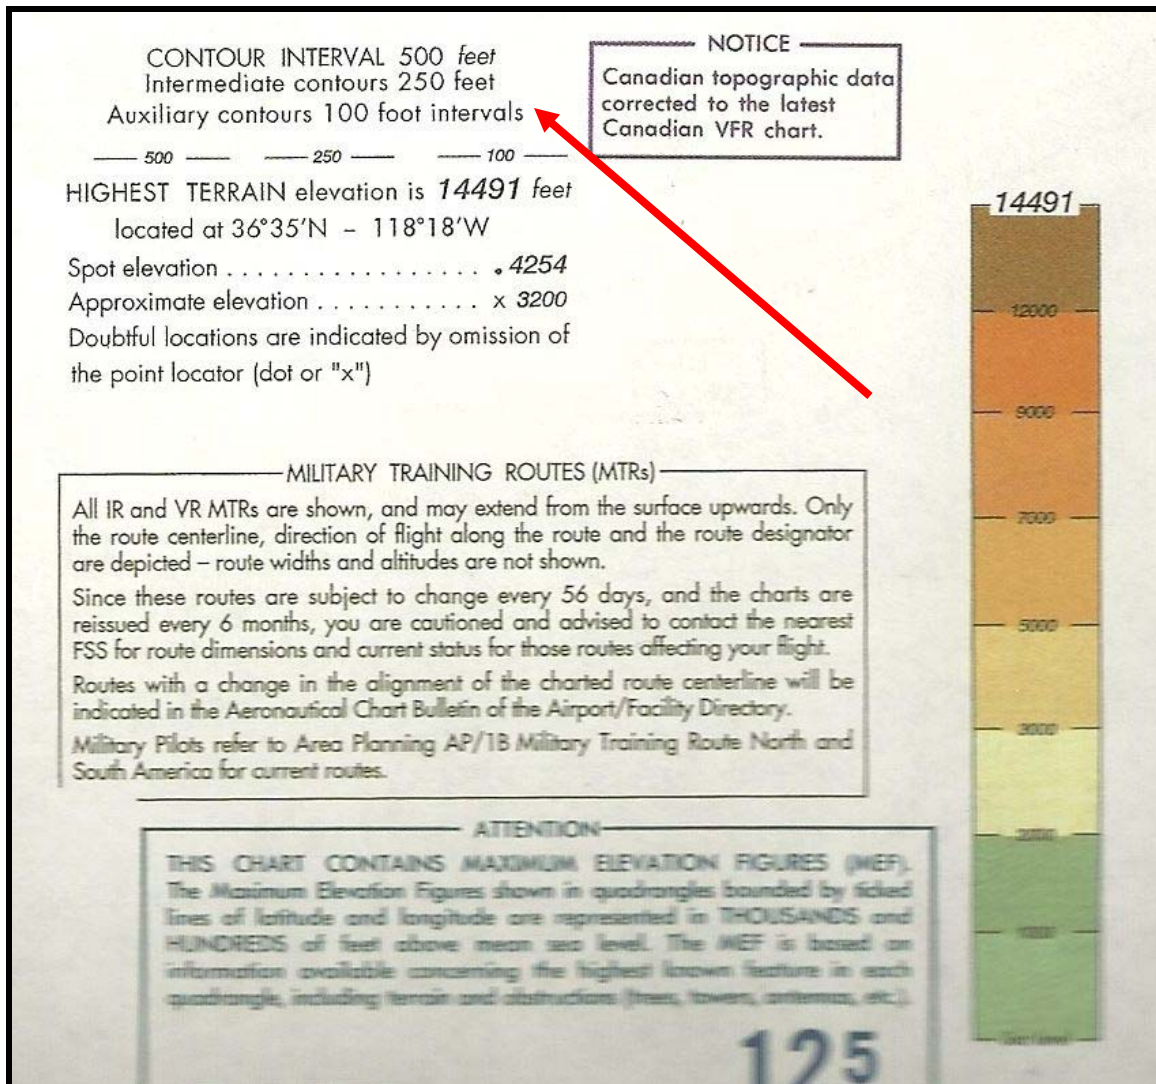 CONTOUR INTERVAL 500 feet
Intermediate contours 250 feet
Auxiliary contours 100 foot intervals
500 250 100
HIGHEST TERRAIN elevation is 14491 feet
located at 36°35'N – 118°18'W
Spot elevation . . . . . . . . . . . . . . . . . . 4254
Approximate elevation . . . . . . . . . . . x 3200
Doubtful locations are indicated by omission of
the point locator (dot or "x")
NOTICE
Canadian topographic data
corrected to the latest
Canadian VFR chart.
14491
12000
9000
7000
5000
3000
2000
1000
Sea Level
MILITARY TRAINING ROUTES (MTRs)
All IR and VR MTRs are shown, and may extend from the surface upwards. Only
the route centerline, direction of flight along the route and the route designator
are depicted – route widths and altitudes are not shown.
Since these routes are subject to change every 56 days, and the charts are
reissued every 6 months, you are cautioned and advised to contact the nearest
FSS for route dimensions and current status for those routes affecting your flight.
Routes with a change in the alignment of the charted route centerline will be
indicated in the Aeronautical Chart Bulletin of the Airport/Facility Directory.
Military Pilots refer to Area Planning AP/1B Military Training Route North and
South America for current routes.
ATTENTION
THIS CHART CONTAINS MAXIMUM ELEVATION FIGURES (MEF).
The Maximum Elevation Figures shown in quadrangles bounded by ticked
lines of latitude and longitude are represented in THOUSANDS and
HUNDREDS of feet above mean sea level. The MEF is based on
information available concerning the highest known feature in each
quadrangle, including terrain and obstructions (trees, towers, antennas, etc.).
125